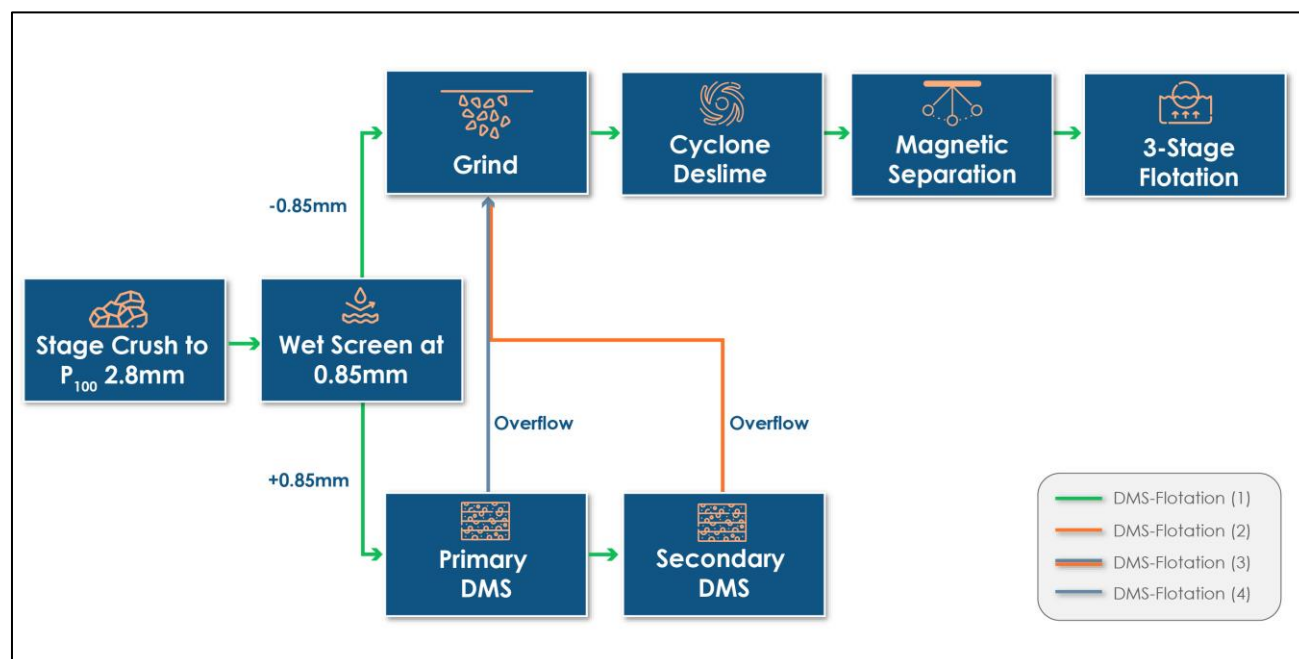 Grind
Cyclone
Deslime
Magnetic
Separation
3-Stage
Flotation
-0.85mm
Stage Crush to
P₁₀₀ 2.8mm
Wet Screen at
0.85mm
Overflow
Overflow
+0.85mm
Primary
DMS
Secondary
DMS
DMS-Flotation (1)
DMS-Flotation (2)
DMS-Flotation (3)
DMS-Flotation (4)